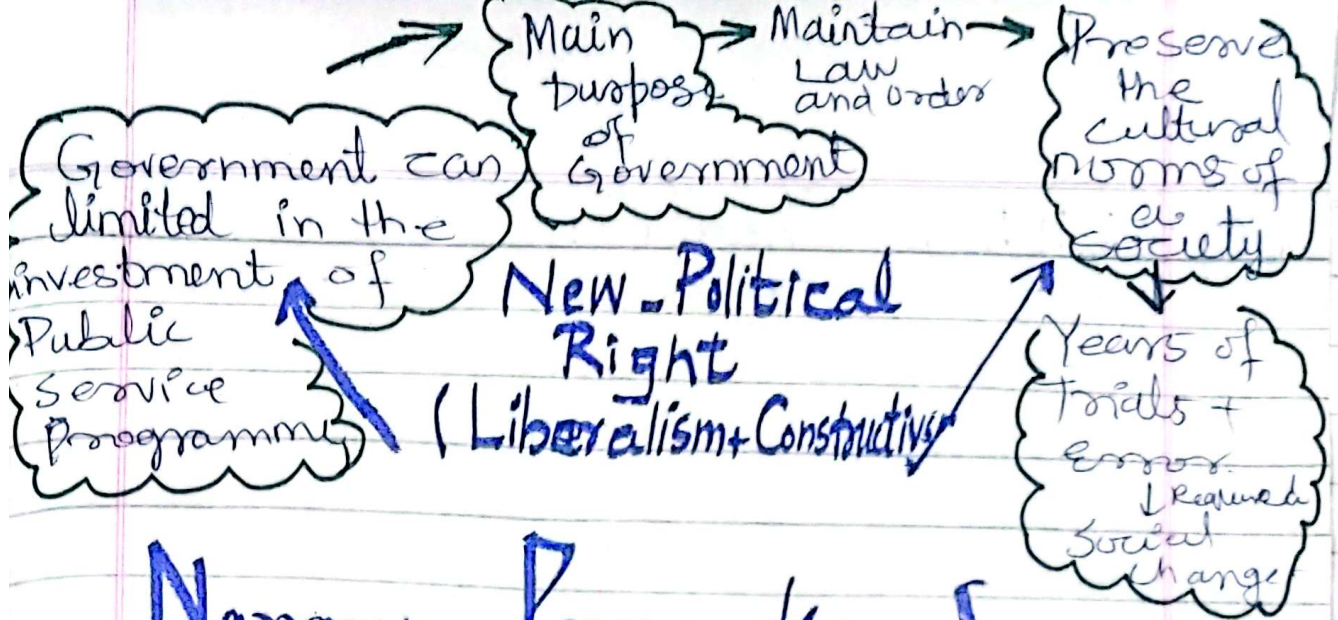 Main
purpose
of
Government
Maintain
Law
and order
Preserve
the
cultural
norms of
a
society
Government can
limited in the
investment of
Public
Service
Programme
New-Political
Right
(Liberalism+Constructivs
Years of
Trials +
Error
↓ Required
Social
change